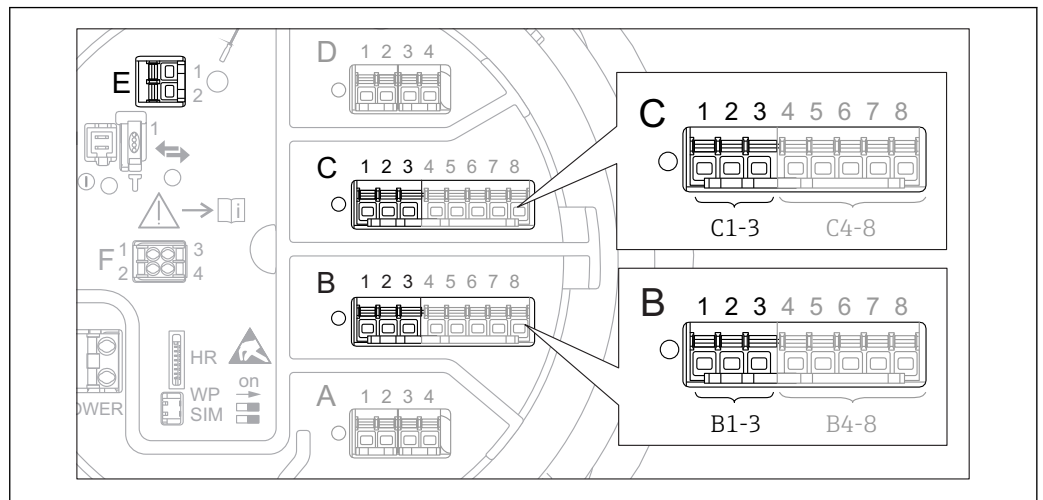 D 1 2 3 4
E 1
2
1
C 1 2 3 4 5 6 7 8
C 1 2 3 4 5 6 7 8
C1-3 C4-8
i
F 1 3
2 4
B 1 2 3 4 5 6 7 8
B 1 2 3 4 5 6 7 8
B1-3 B4-8
HR
WP on
SIM
OWER
A 1 2 3 4